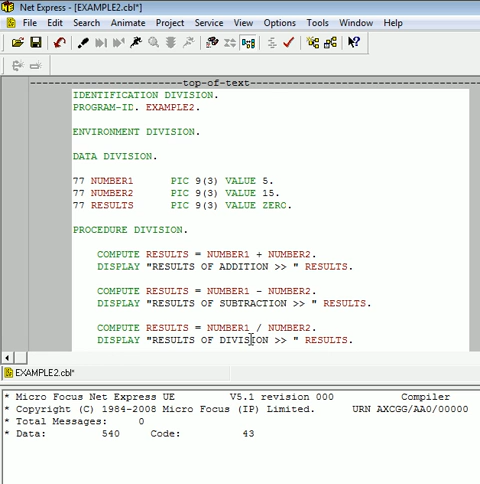 Net Express - [EXAMPLE2.cbl*]
File Edit Search Animate Project Service View Options Tools Window Help
top-of-text
IDENTIFICATION DIVISION.
PROGRAM-ID. EXAMPLE2.
ENVIRONMENT DIVISION.
DATA DIVISION.
77 NUMBER1 PIC 9(3) VALUE 5.
77 NUMBER2 PIC 9(3) VALUE 15.
77 RESULTS PIC 9(3) VALUE ZERO.
PROCEDURE DIVISION.
COMPUTE RESULTS = NUMBER1 + NUMBER2.
DISPLAY "RESULTS OF ADDITION >> " RESULTS.
COMPUTE RESULTS = NUMBER1 - NUMBER2.
DISPLAY "RESULTS OF SUBTRACTION >> " RESULTS.
COMPUTE RESULTS = NUMBER1 / NUMBER2.
DISPLAY "RESULTS OF DIVISION >> " RESULTS.
EXAMPLE2.cbl*
* Micro Focus Net Express UE V5.1 revision 000 Compiler
* Copyright (C) 1984-2008 Micro Focus (IP) Limited. URN AXCGG/AA0/00000
* Total Messages: 0
* Data: 540 Code: 43